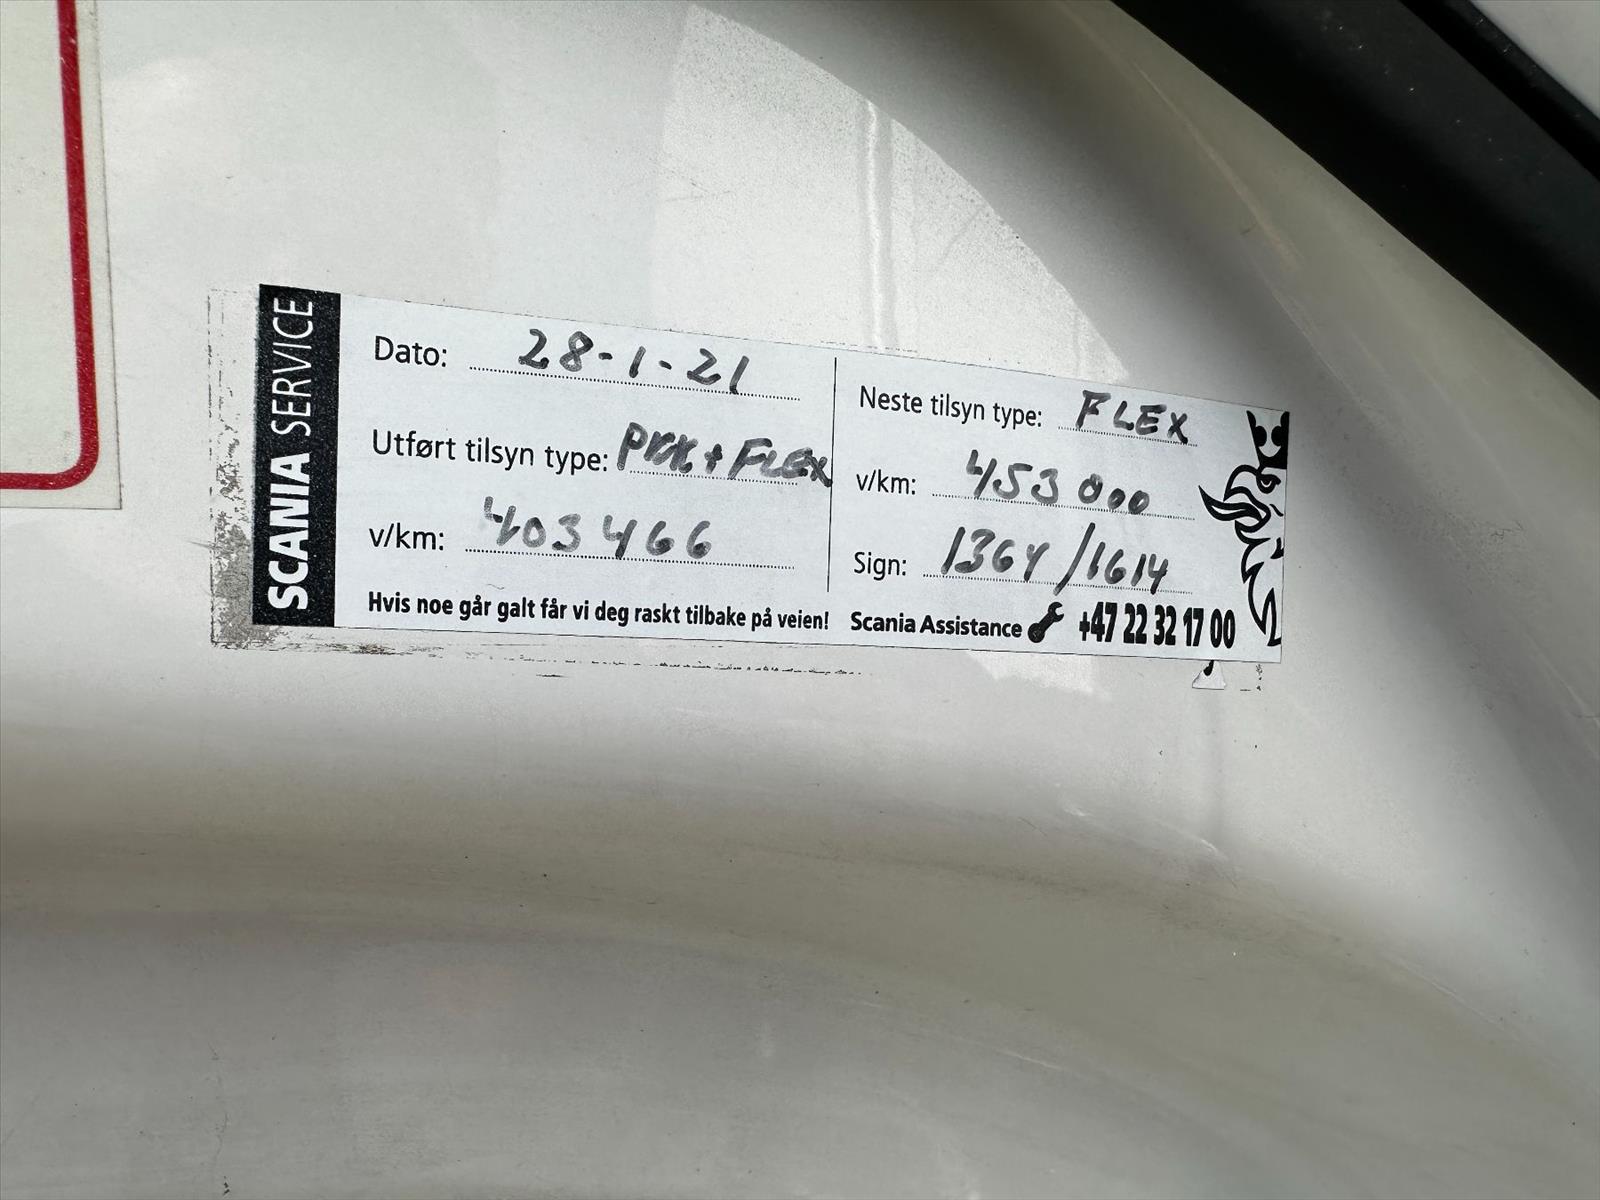 SCANIA SERVICE
Dato: 28-1-21
Utført tilsyn type: PKK + FLEX
v/km: 403 466
Neste tilsyn type: FLEX
v/km: 453 000
Sign: 1364/1614
Hvis noe går galt får vi deg raskt tilbake på veien! Scania Assistance +47 22 32 17 00